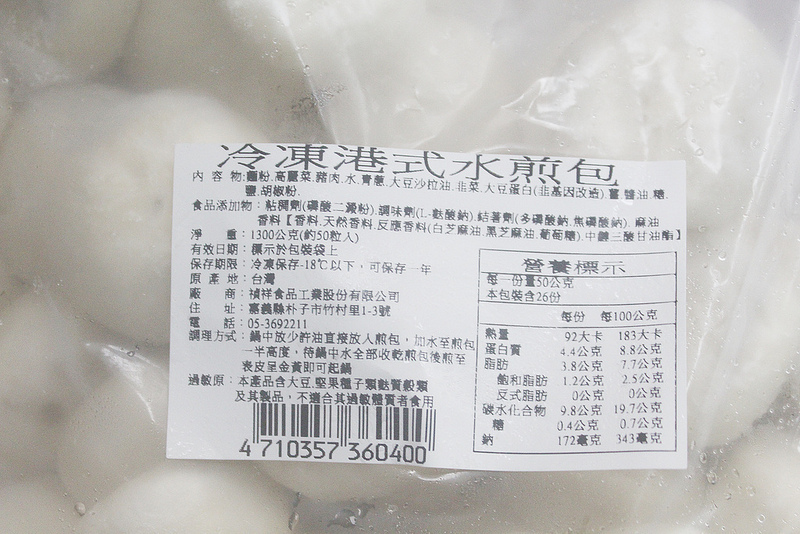 冷凍港式水煎包
內 容 物:麵粉.高麗菜.豬肉.水.青蔥.大豆沙拉油.韭菜.大豆蛋白(非基因改造).薑.醬油.糖.
鹽.胡椒粉.
食品添加物：粘稠劑(磷酸二澱粉).調味劑(L-麩酸鈉).結著劑(多磷酸鈉.焦磷酸鈉).麻油
香料【香料.天然香料.反應香料(白芝麻油.黑芝麻油.葡萄糖).中鏈三酸甘油酯】
淨 重：1300公克(約50粒入)
有效日期：標示於包裝袋上
保存期限：冷凍保存-18℃以下，可保存一年
原 產 地：台灣
廠 商：禎祥食品工業股份有限公司
住 址：嘉義縣朴子市竹村里1-3號
電 話：05-3692211
調理方式：鍋中放少許油直接放入煎包，加水至煎包
一半高度，待鍋中水全部收乾煎包後煎至
表皮呈金黃即可起鍋
過敏原：本產品含大豆.堅果種子類麩質穀類
及其製品，不適合其過敏體質者食用
4 710357 360400
營養標示
每一份量50公克
本包裝含26份
每份 每100公克
熱量 92大卡 183大卡
蛋白質 4.4公克 8.8公克
脂肪 3.8公克 7.7公克
飽和脂肪 1.2公克 2.5公克
反式脂肪 0公克 0公克
碳水化合物 9.8公克 19.7公克
糖 0.4公克 0.7公克
鈉 172毫克 343毫克